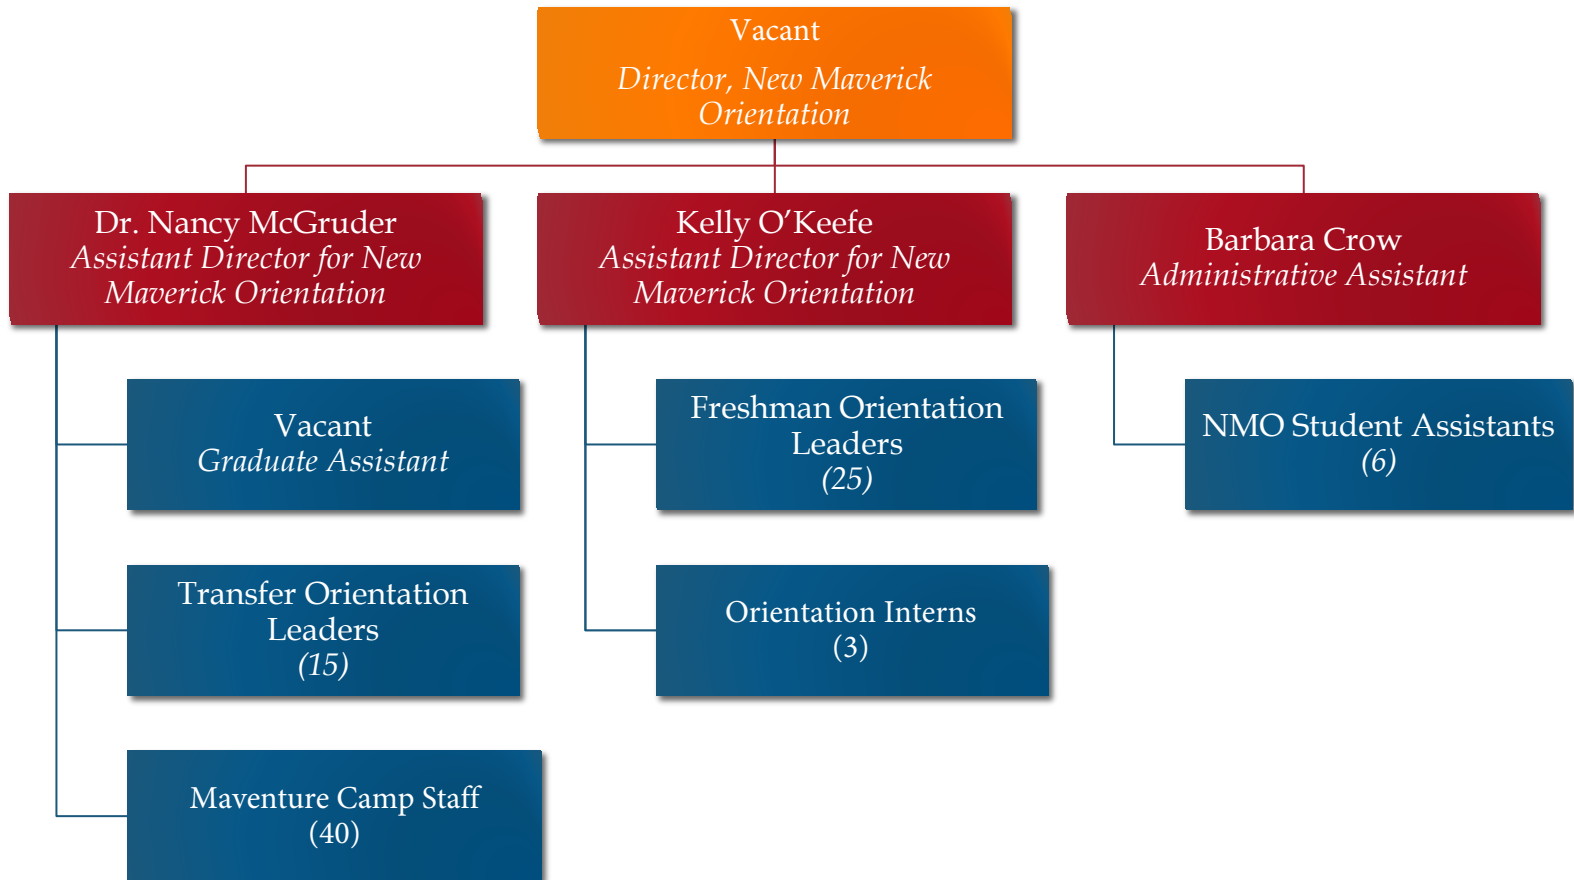 Vacant
Director, New Maverick
Orientation
Dr. Nancy McGruder
Assistant Director for New
Maverick Orientation
Kelly O’Keefe
Assistant Director for New
Maverick Orientation
Barbara Crow
Administrative Assistant
Vacant
Graduate Assistant
Freshman Orientation
Leaders
(25)
NMO Student Assistants
(6)
Transfer Orientation
Leaders
(15)
Orientation Interns
(3)
Maventure Camp Staff
(40)